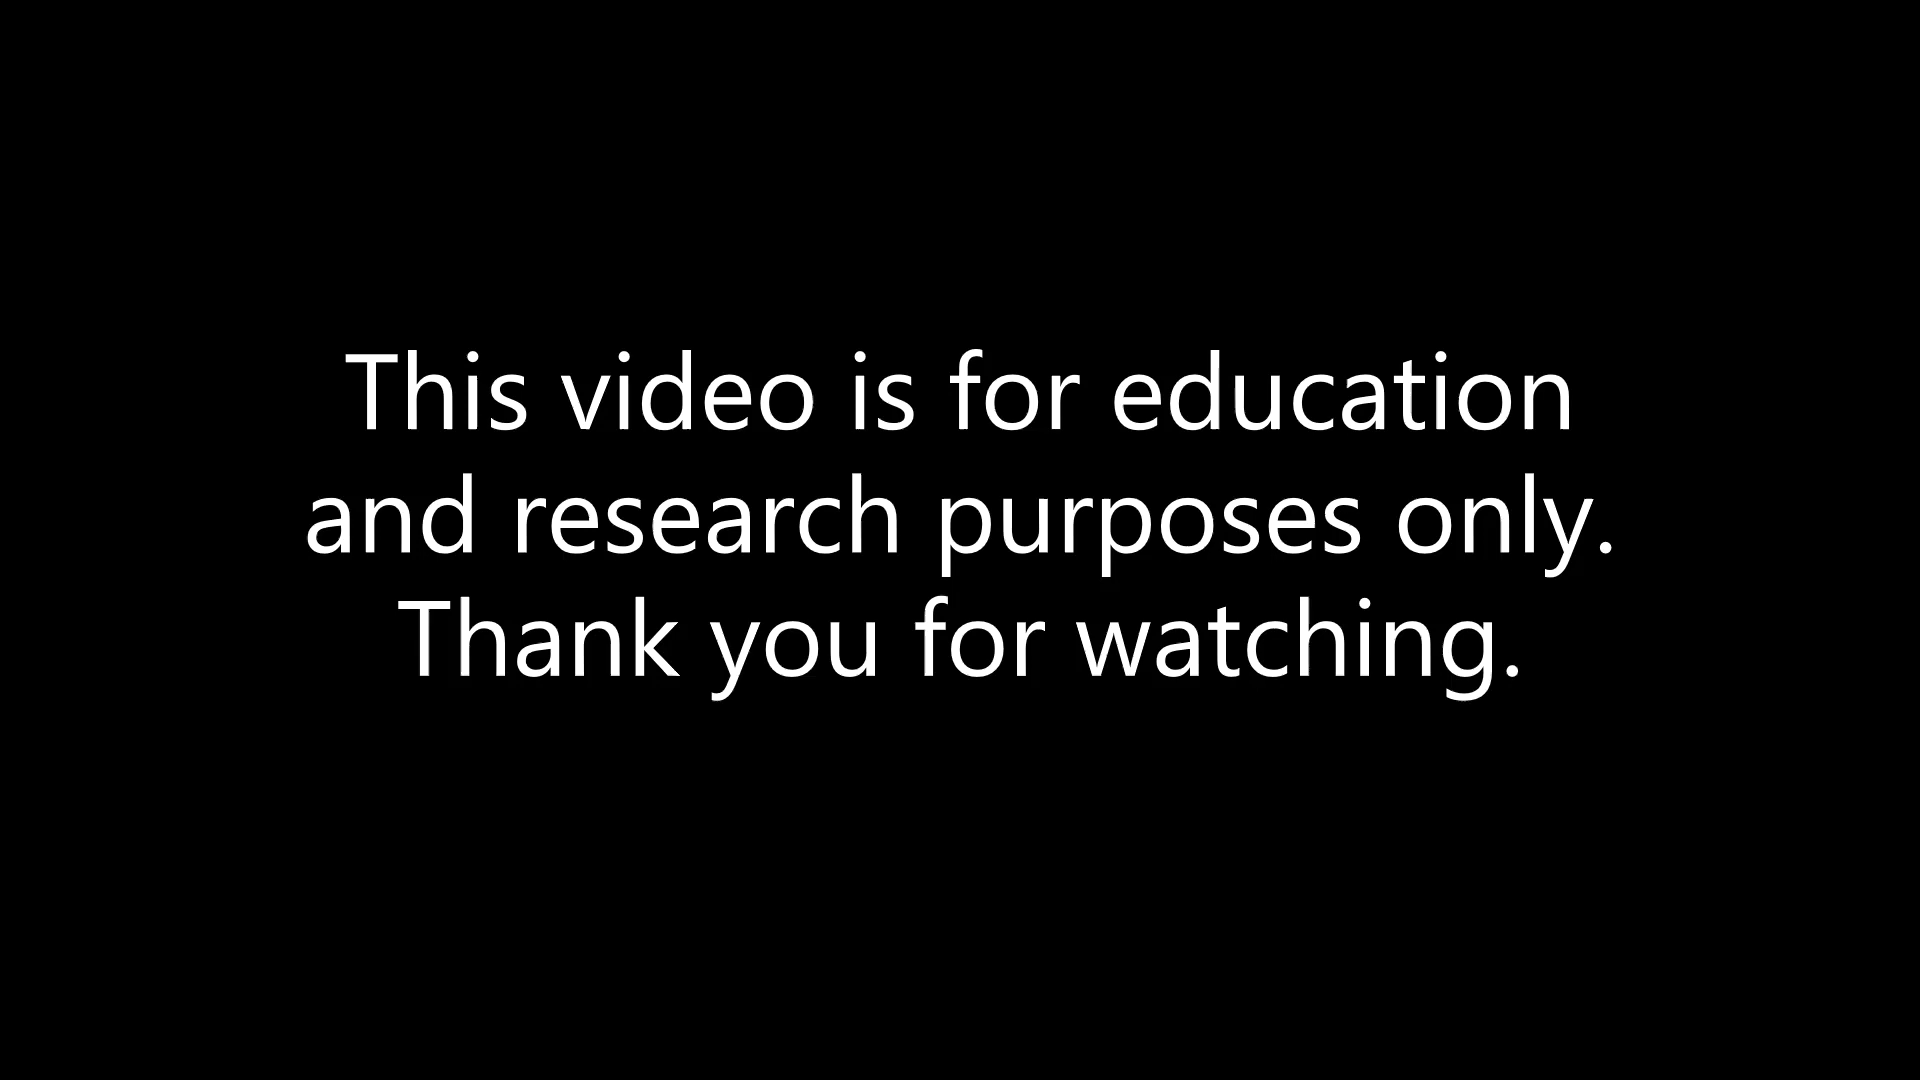 This video is for education
and research purposes only.
Thank you for watching.